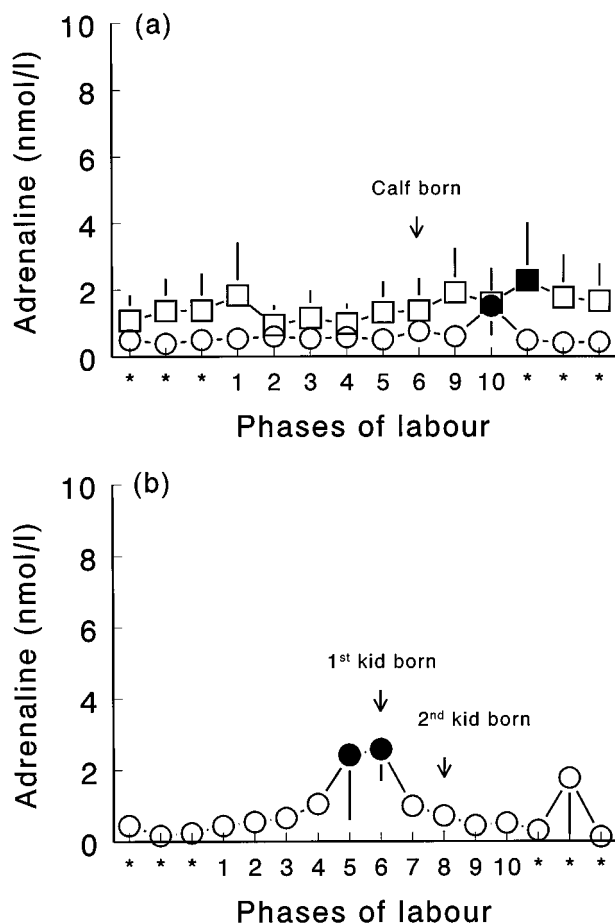 (a)
Adrenaline (nmol/l)
10
8
6
4
2
0
Calf born
* * * 1 2 3 4 5 6 9 10 * * *
Phases of labour
(b)
Adrenaline (nmol/l)
10
8
6
4
2
0
1st kid born
2nd kid born
* * * 1 2 3 4 5 6 7 8 9 10 * * *
Phases of labour